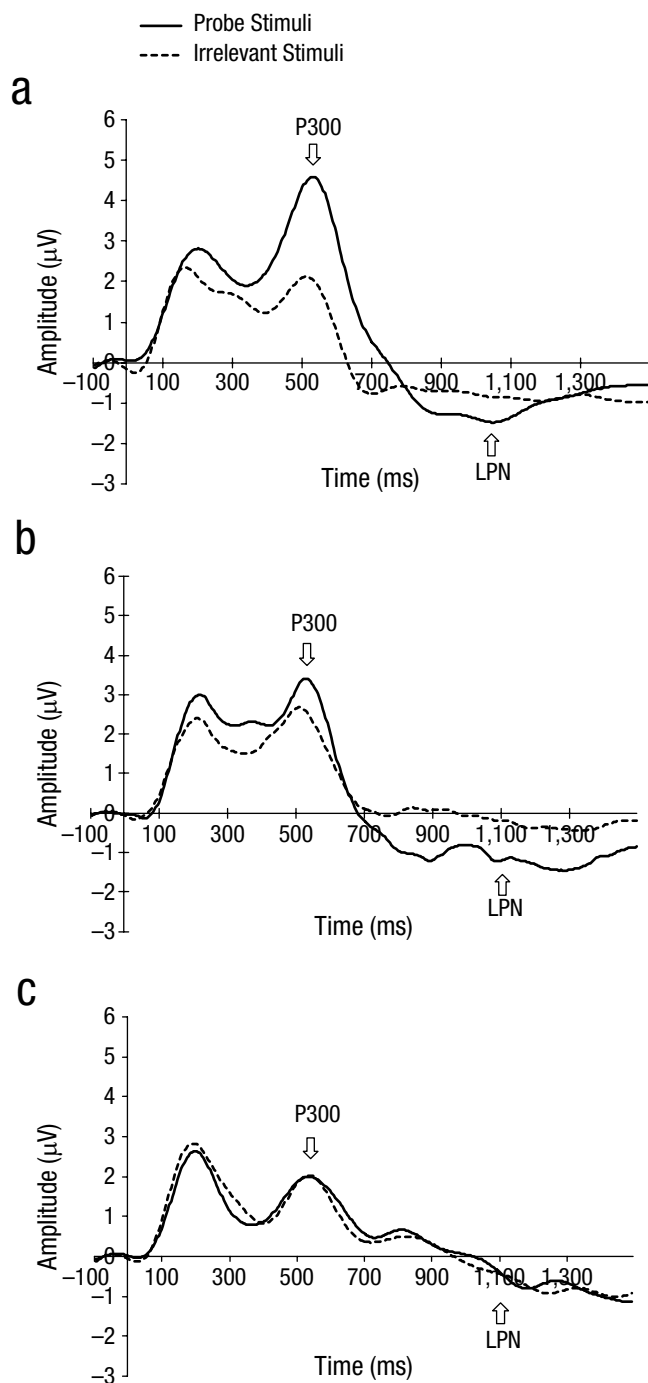 Probe Stimuli
Irrelevant Stimuli
a
6
5
4
3
2
1
0
–1
–2
–3
Amplitude (µV)
P300
–100 100 300 500 700 900 1,100 1,300
LPN
Time (ms)
b
6
5
4
3
2
1
0
–1
–2
–3
Amplitude (µV)
P300
–100 100 300 500 700 900 1,100 1,300
LPN
Time (ms)
c
6
5
4
3
2
1
0
–1
–2
–3
Amplitude (µV)
P300
–100 100 300 500 700 900 1,100 1,300
LPN
Time (ms)